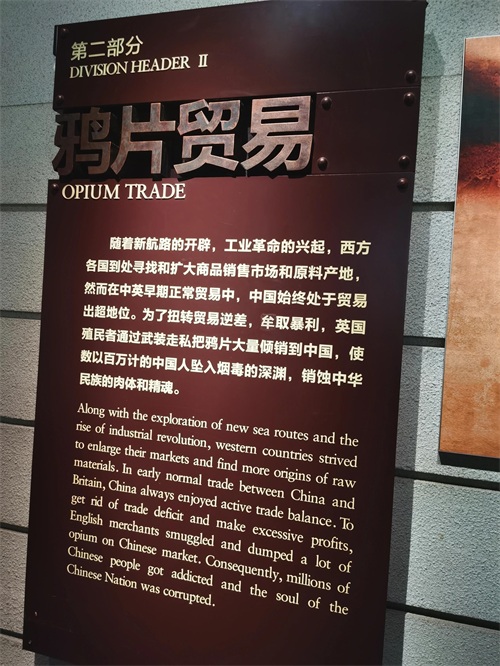 第二部分
DIVISION HEADER Ⅱ
鸦片贸易
OPIUM TRADE
随着新航路的开辟，工业革命的兴起，西方
各国到处寻找和扩大商品销售市场和原料产地，
然而在中英早期正常贸易中，中国始终处于贸易
出超地位。为了扭转贸易逆差，牟取暴利，英国
殖民者通过武装走私把鸦片大量倾销到中国，使
数以百万计的中国人坠入烟毒的深渊，销蚀中华
民族的肉体和精魂。
Along with the exploration of new sea routes and the
rise of industrial revolution, western countries strived
to enlarge their markets and find more origins of raw
materials. In early normal trade between China and
Britain, China always enjoyed active trade balance. To
get rid of trade deficit and make excessive profits,
English merchants smuggled and dumped a lot of
opium on Chinese market. Consequently, millions of
Chinese people got addicted and the soul of the
Chinese Nation was corrupted.